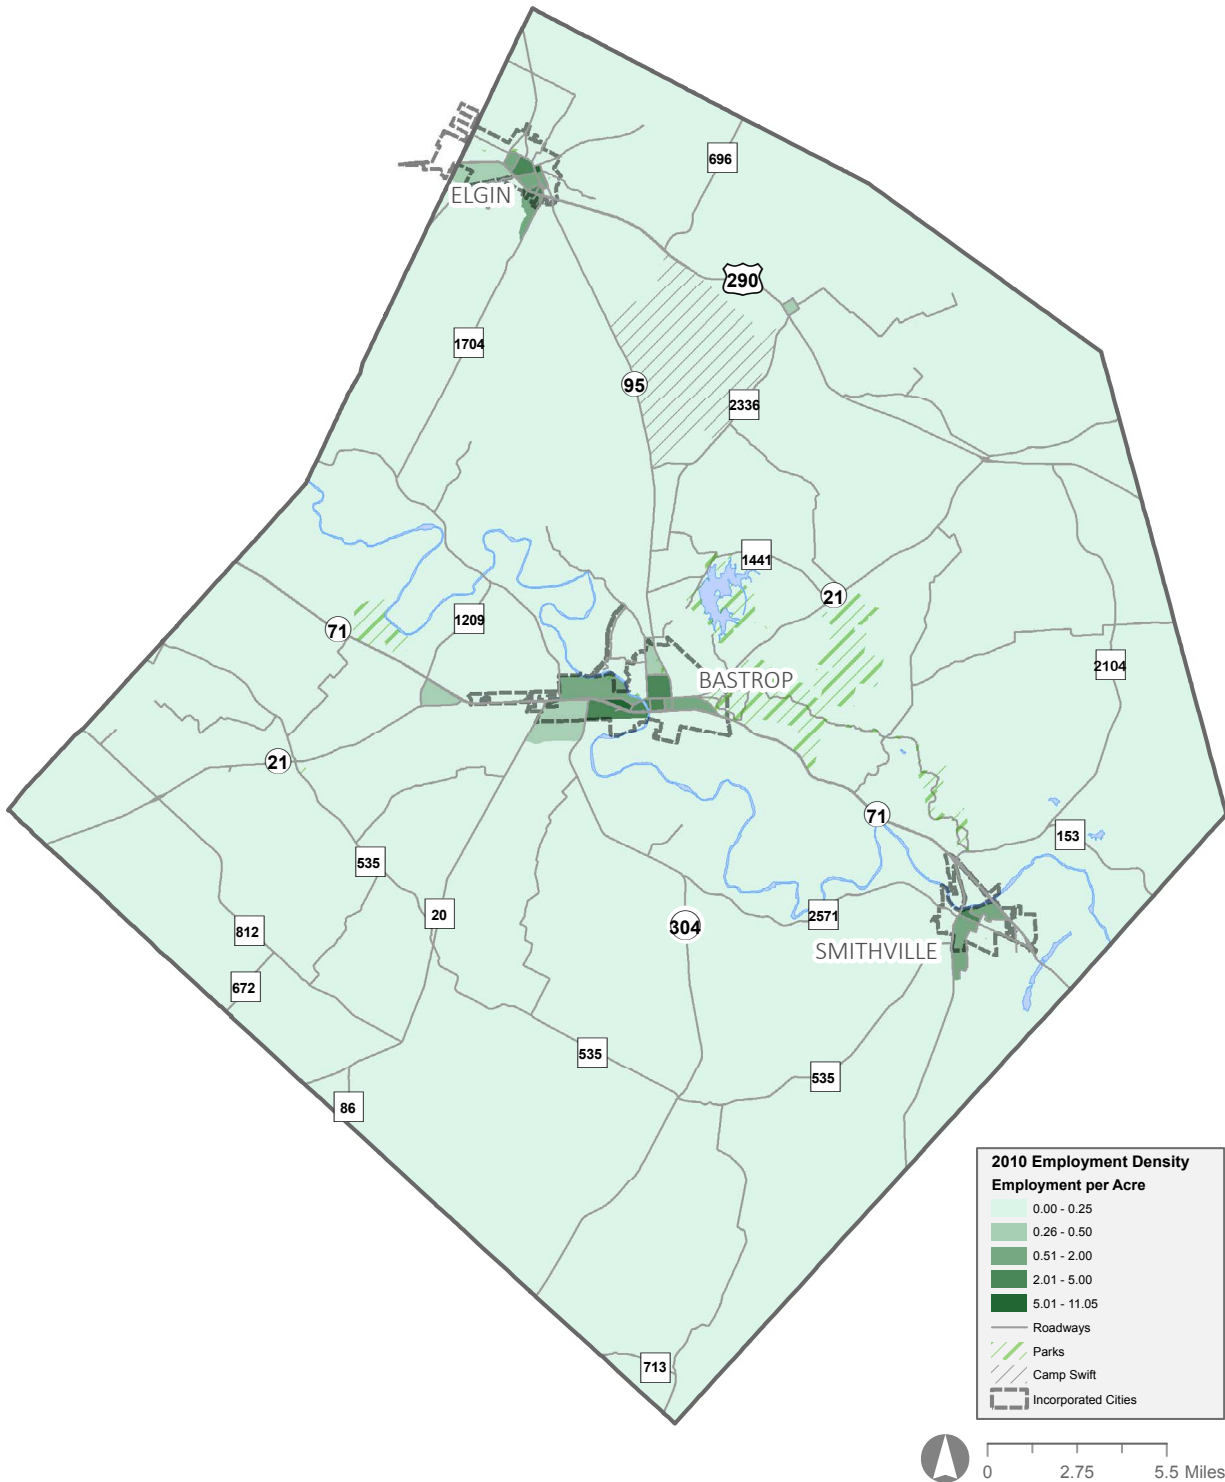 696
ELGIN
290
1704
95
2336
1441
21
1209
71
2104
BASTROP
21
71
153
535
20
2571
304
812
SMITHVILLE
672
535
535
86
713
2010 Employment Density
Employment per Acre
0.00 - 0.25
0.26 - 0.50
0.51 - 2.00
2.01 - 5.00
5.01 - 11.05
Roadways
Parks
Camp Swift
Incorporated Cities
0 2.75 5.5 Miles